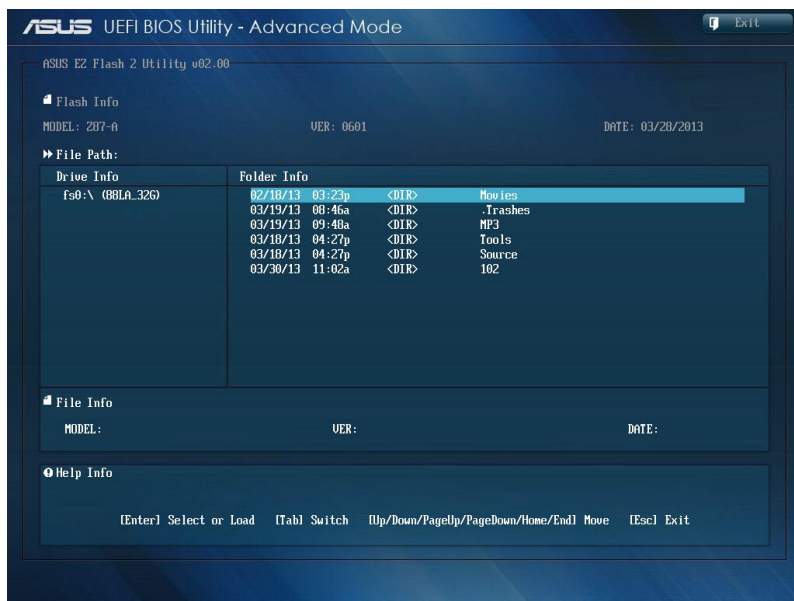 ASUS UEFI BIOS Utility - Advanced Mode
Exit
ASUS EZ Flash 2 Utility v02.00
Flash Info
MODEL: Z87-A VER: 0601 DATE: 03/28/2013
File Path:
Drive Info
fs0:\ (88LA_32G)
Folder Info
02/18/13 03:23p <DIR> Movies
03/19/13 08:46a <DIR> .Trashes
03/19/13 09:48a <DIR> MP3
03/18/13 04:27p <DIR> Tools
03/18/13 04:27p <DIR> Source
03/30/13 11:02a <DIR> 102
File Info
MODEL: VER: DATE:
Help Info
[Enter] Select or Load [Tab] Switch [Up/Down/PageUp/PageDown/Home/End] Move [Esc] Exit